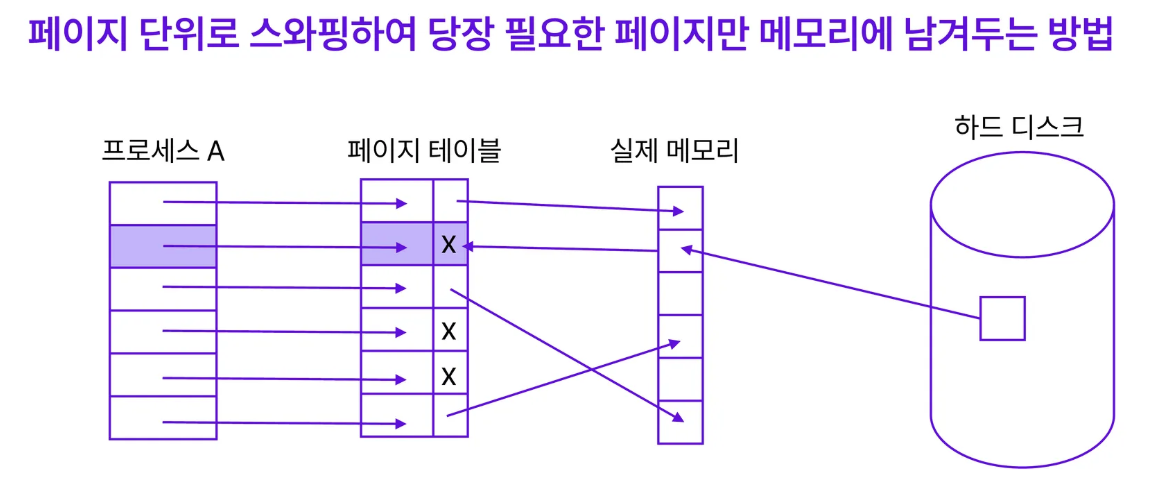 페이지 단위로 스와핑하여 당장 필요한 페이지만 메모리에 남겨두는 방법
프로세스 A
페이지 테이블
실제 메모리
하드 디스크
X
X
X